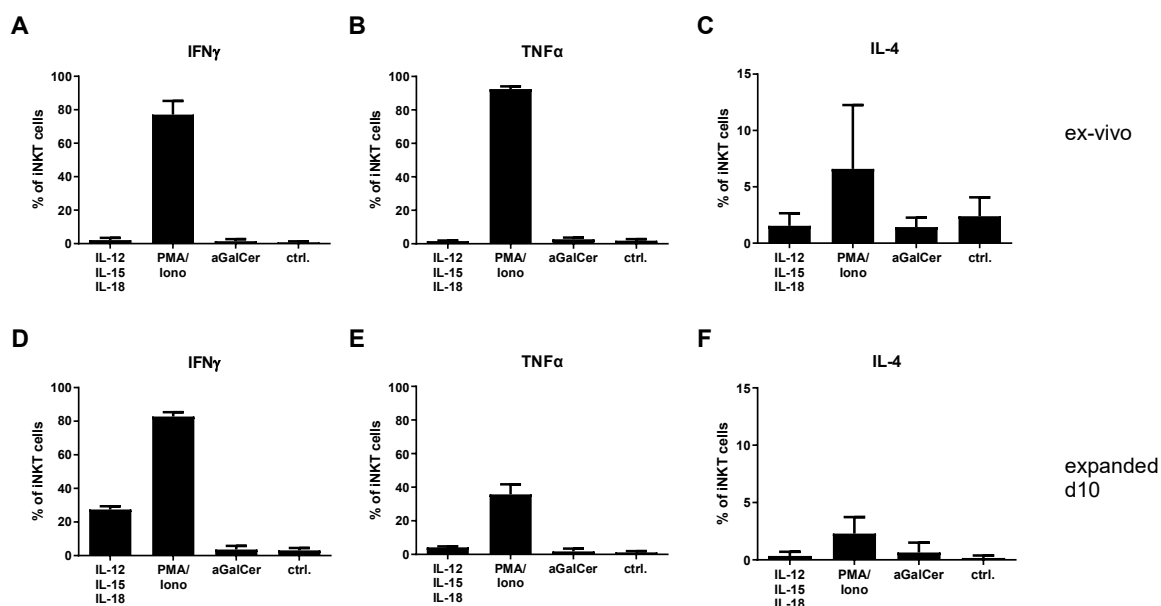 A
IFNγ
% of iNKT cells
100
80
60
40
20
0
IL-12
IL-15
IL-18
PMA/
Iono
aGalCer
ctrl.
B
TNFα
% of iNKT cells
100
80
60
40
20
0
IL-12
IL-15
IL-18
PMA/
Iono
aGalCer
ctrl.
C
IL-4
% of iNKT cells
15
10
5
0
IL-12
IL-15
IL-18
PMA/
Iono
aGalCer
ctrl.
ex-vivo
D
IFNγ
% of iNKT cells
100
80
60
40
20
0
IL-12
IL-15
IL-18
PMA/
Iono
aGalCer
ctrl.
E
TNFα
% of iNKT cells
100
80
60
40
20
0
IL-12
IL-15
IL-18
PMA/
Iono
aGalCer
ctrl.
F
IL-4
% of iNKT cells
15
10
5
0
IL-12
IL-15
IL-18
PMA/
Iono
aGalCer
ctrl.
expanded
d10